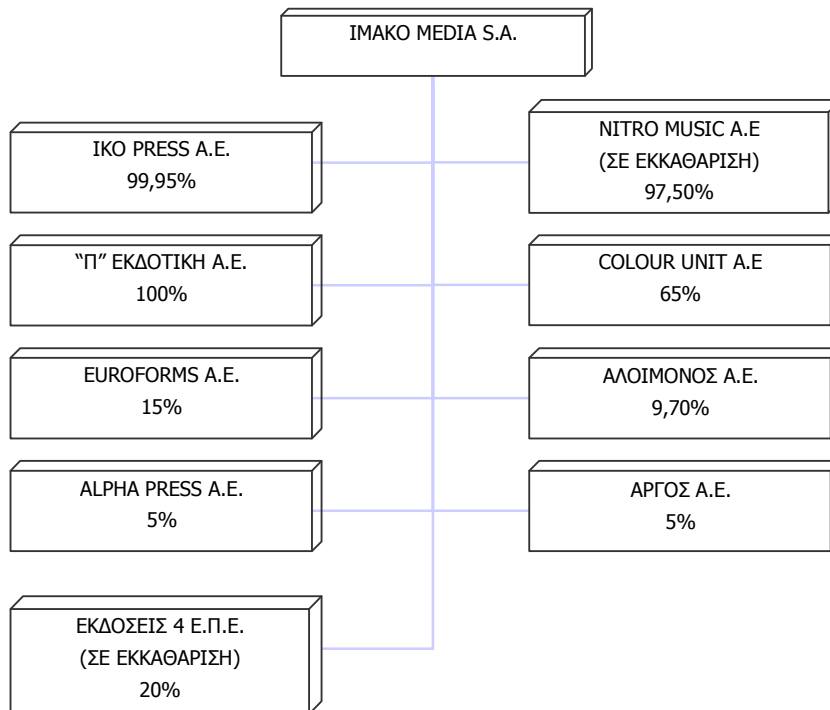 IMAKO MEDIA S.A.
IKO PRESS A.E.
99,95%
NITRO MUSIC A.E
(ΣΕ ΕΚΚΑΘΑΡΙΣΗ)
97,50%
“Π” ΕΚΔΟΤΙΚΗ Α.Ε.
100%
COLOUR UNIT A.E
65%
EUROFORMS A.E.
15%
ΑΛΟΙΜΟΝΟΣ Α.Ε.
9,70%
ALPHA PRESS A.E.
5%
ΑΡΓΟΣ Α.Ε.
5%
ΕΚΔΟΣΕΙΣ 4 Ε.Π.Ε.
(ΣΕ ΕΚΚΑΘΑΡΙΣΗ)
20%